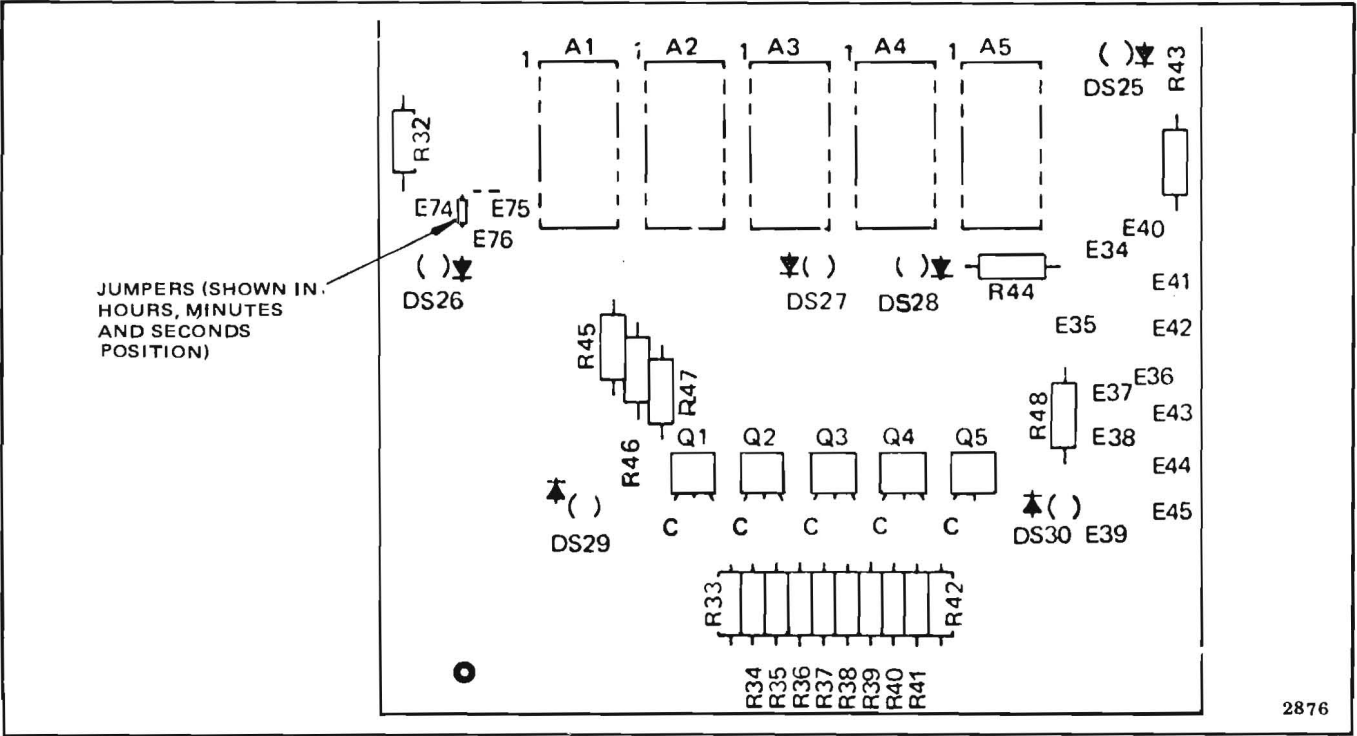 1 A1 1 A2 1 A3 1 A4 1 A5
DS25
R43
R32
E74 E75
E76
E40
E34
DS26
DS27
DS28
R44
E41
JUMPERS (SHOWN IN
HOURS, MINUTES
AND SECONDS
POSITION)
E35
E42
R45
R47
R46
R48
E37
E36
E43
E38
Q1 Q2 Q3 Q4 Q5
E44
E45
DS29
C C C C C
DS30 E39
R33
R42
R34
R35
R36
R37
R38
R39
R40
R41
2876